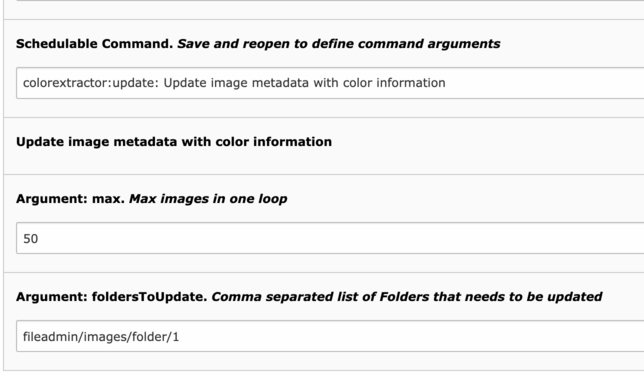 Schedulable Command. Save and reopen to define command arguments
colorextractor:update: Update image metadata with color information
Update image metadata with color information
Argument: max. Max images in one loop
50
Argument: foldersToUpdate. Comma separated list of Folders that needs to be updated
fileadmin/images/folder/1